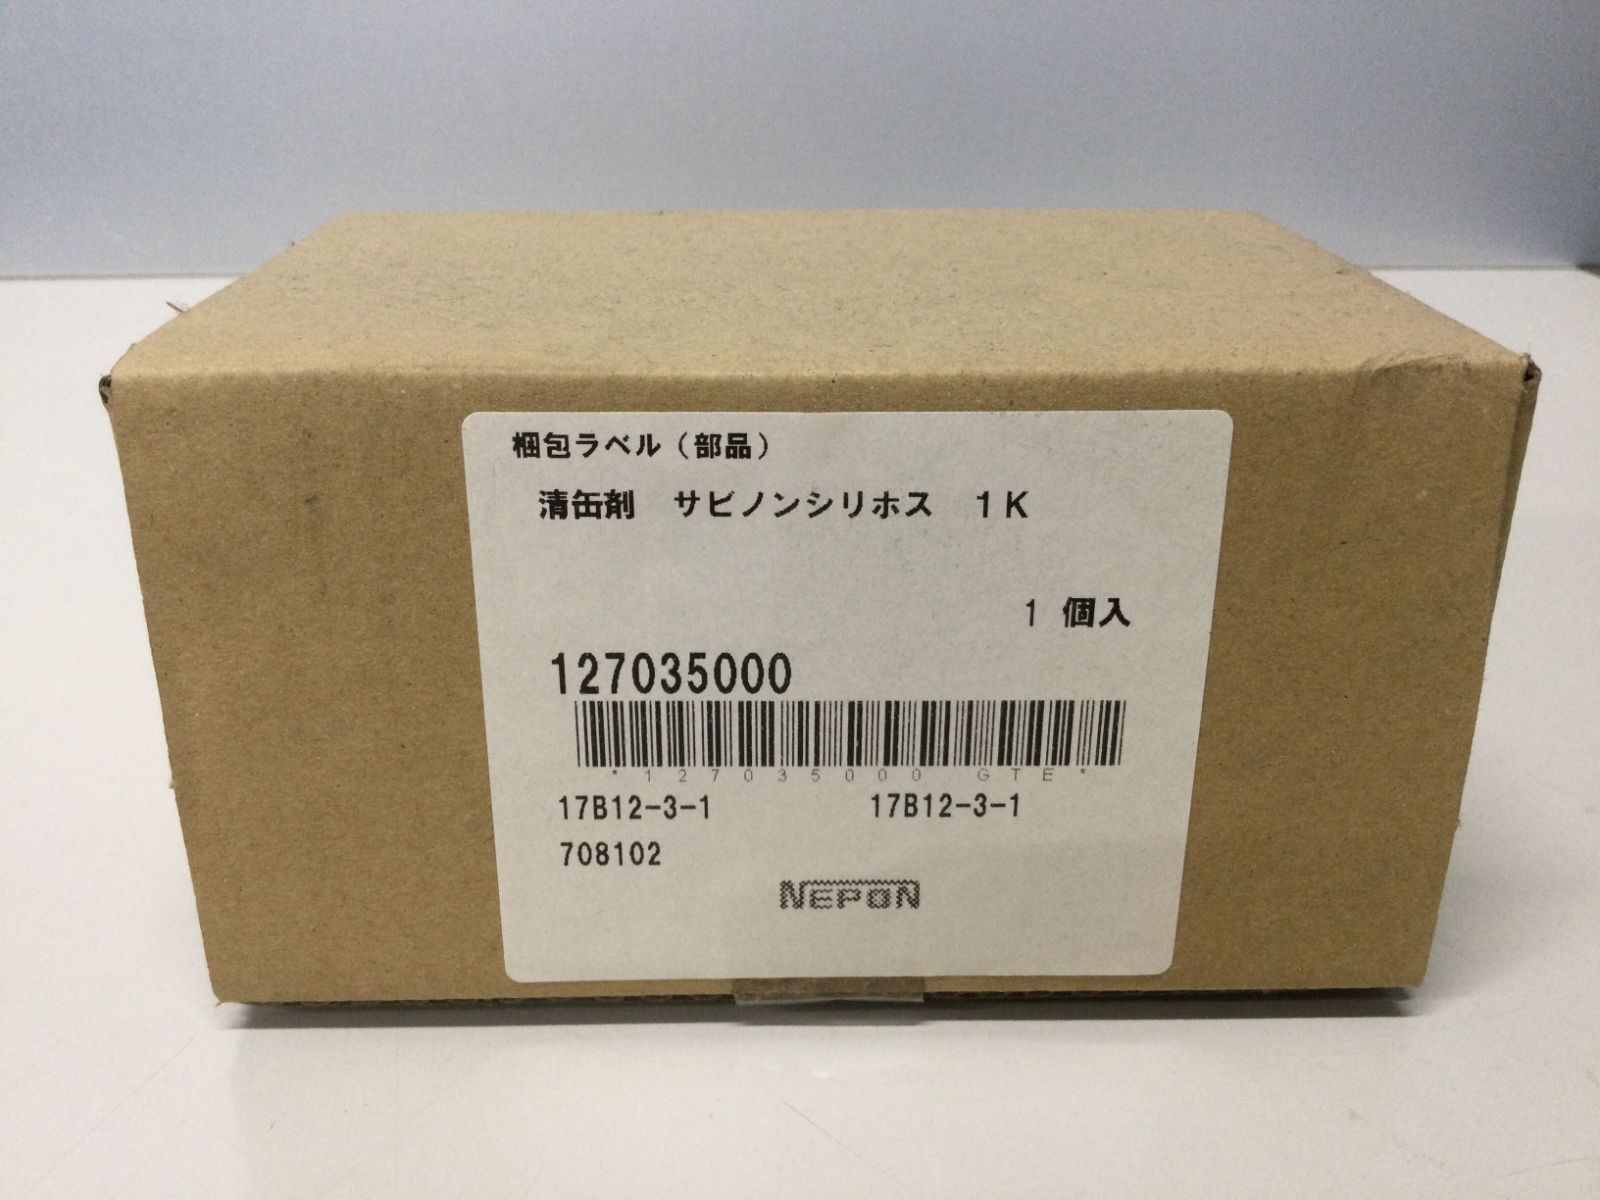 梱包ラベル（部品）
清缶剤　サビノンシリホス　１Ｋ
1 個入
127035000
*127035000 GTE*
17B12-3-1 17B12-3-1
708102
NEPON